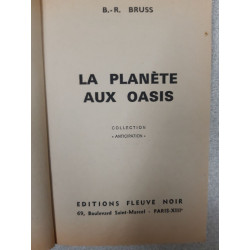 B.-R. BRUSS
LA PLANÈTE
AUX OASIS
COLLECTION
« ANTICIPATION »
EDITIONS FLEUVE NOIR
69, Boulevard Saint-Marcel - PARIS-XIIIe